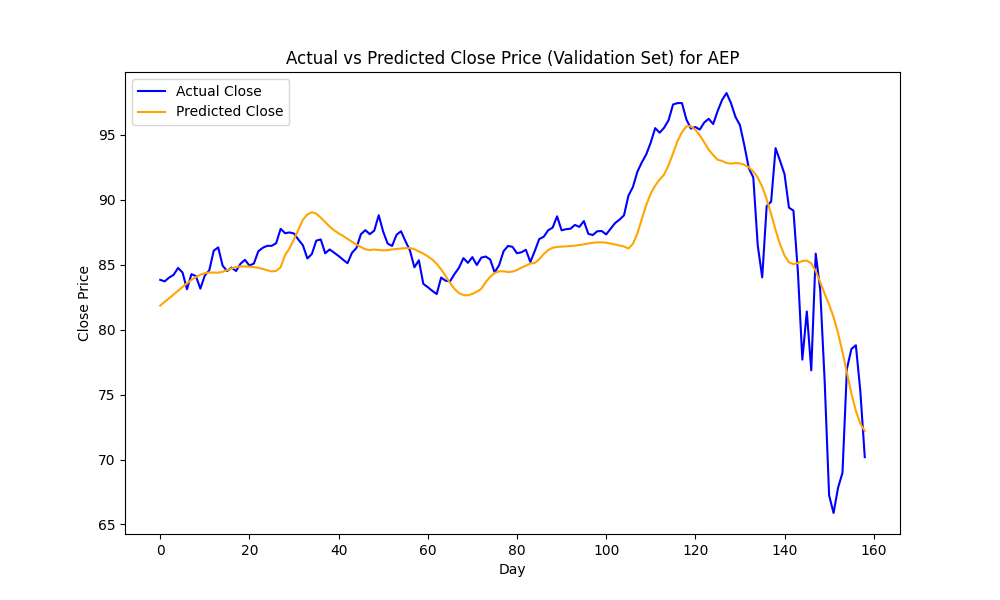 Actual vs Predicted Close Price (Validation Set) for AEP
Actual Close
Predicted Close
Close Price
95
90
85
80
75
70
65
0 20 40 60 80 100 120 140 160
Day